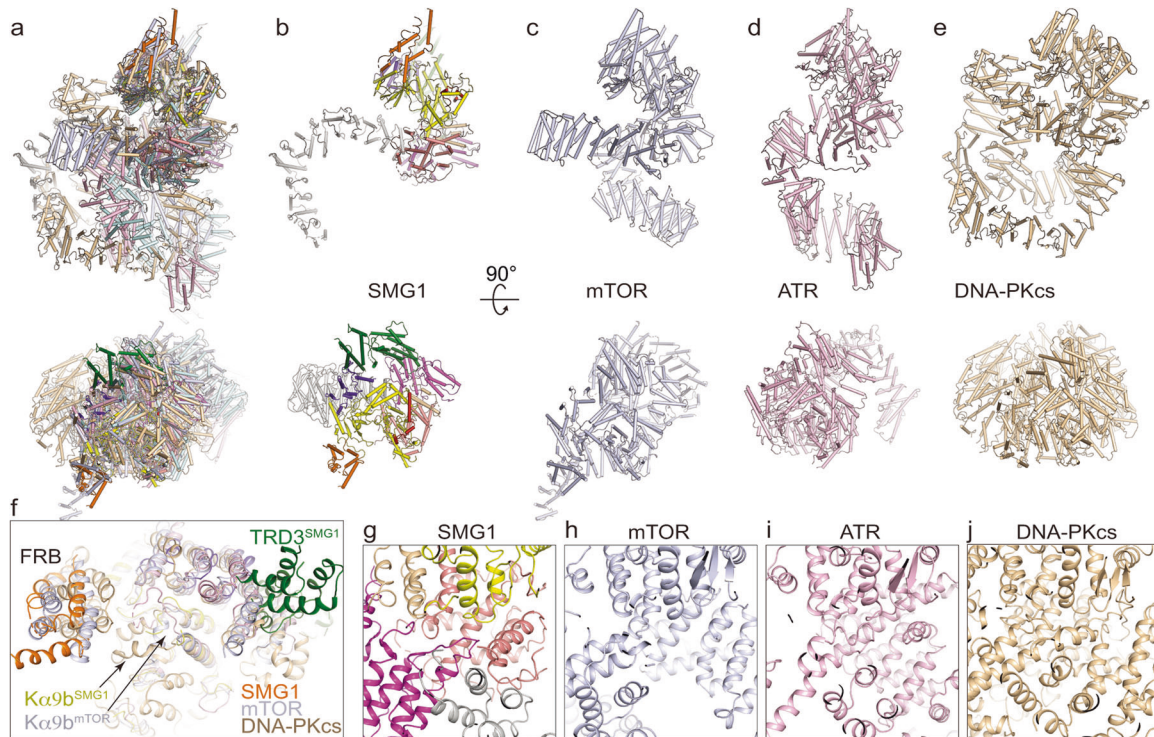 a
b
c
d
e
SMG1
90°
mTOR
ATR
DNA-PKcs
f
FRB
TRD3SMG1
Kα9bSMG1
Kα9bmTOR
SMG1
mTOR
DNA-PKcs
g
SMG1
h
mTOR
i
ATR
j
DNA-PKcs